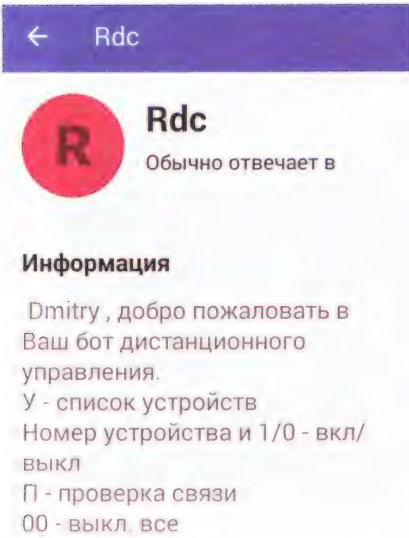 Rdc
R
Rdc
Обычно отвечает в
Информация
Dmitry , добро пожаловать в
Ваш бот дистанционного
управления.
У - список устройств
Номер устройства и 1/0 - вкл/
выкл
П - проверка связи
00 - выкл. все